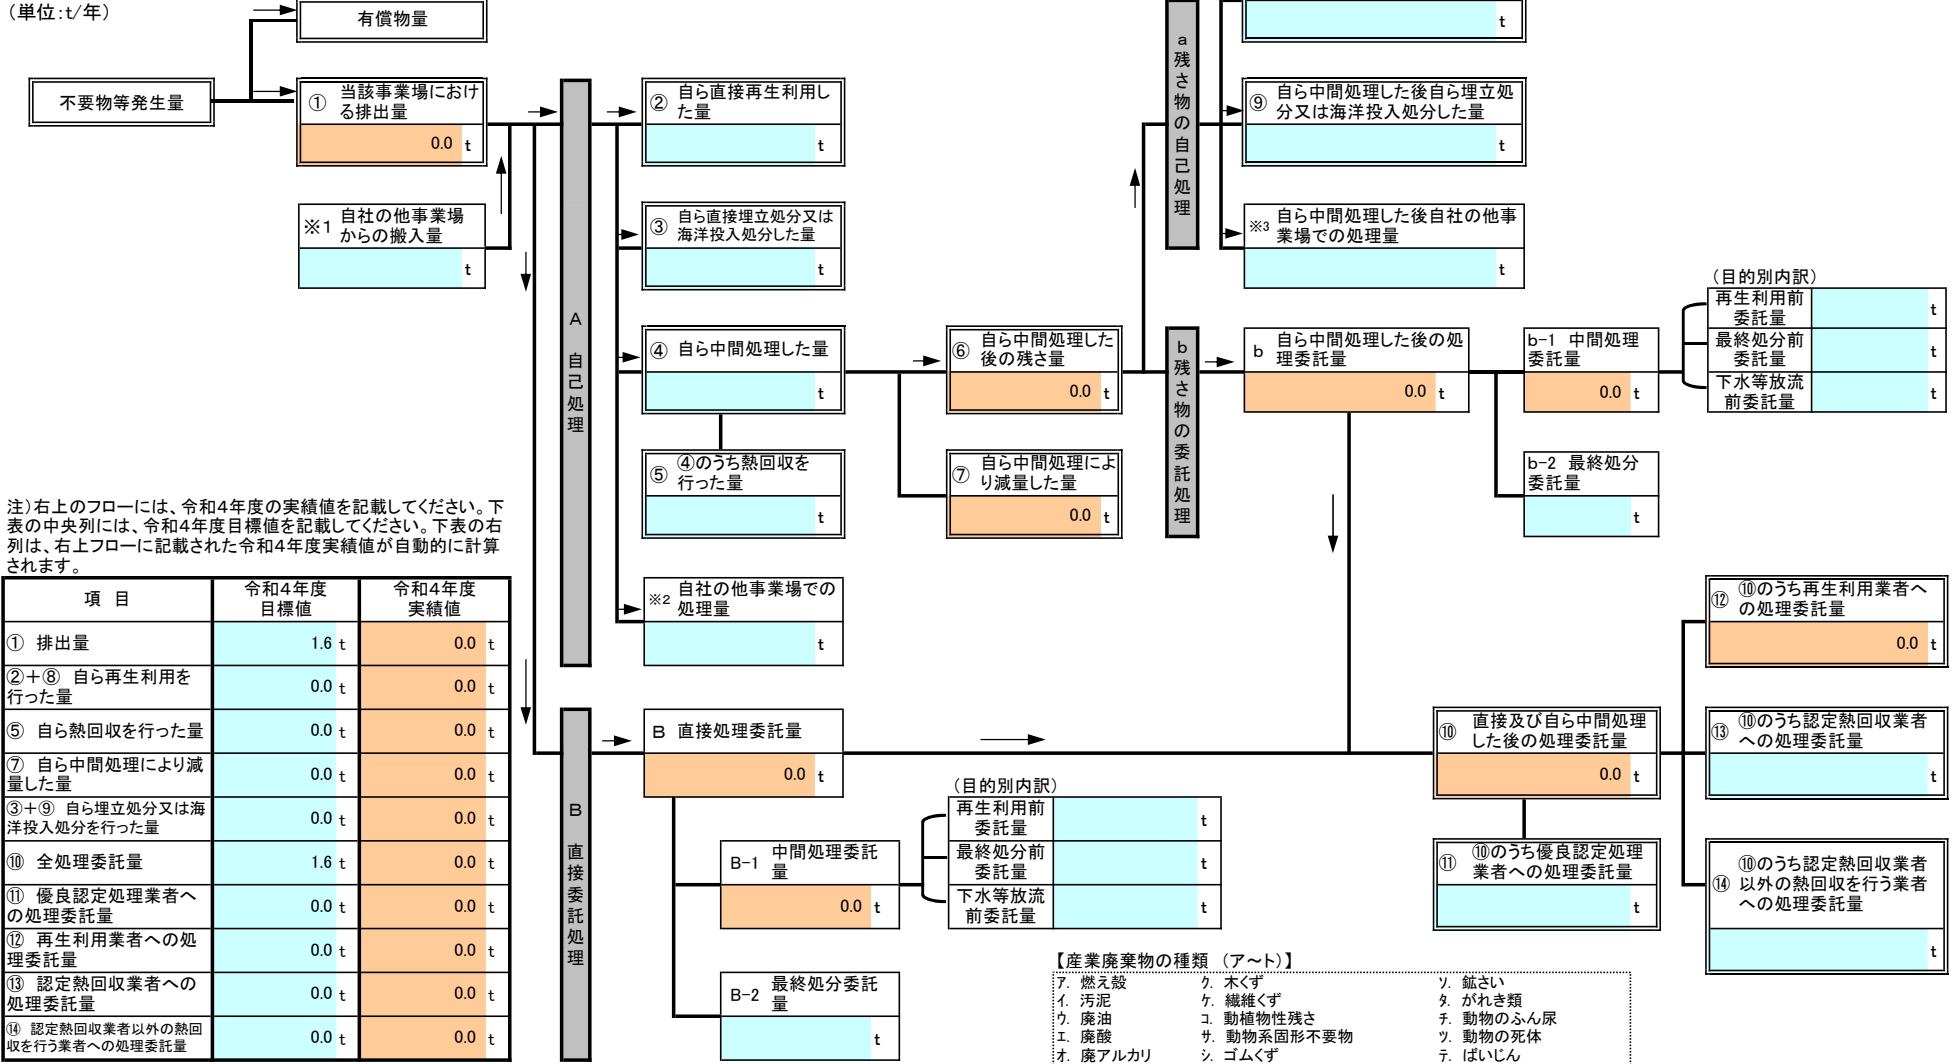 （単位:t/年）
有償物量
t
不要物等発生量
①
当該事業場におけ
る排出量
0.0 t
※1
自社の他事業場
からの搬入量
t
A 自己処理
②
自ら直接再生利用し
た量
t
③
自ら直接埋立処分又は
海洋投入処分した量
t
④ 自ら中間処理した量
t
⑤
④のうち熱回収を
行った量
t
※2
自社の他事業場での
処理量
t
⑥
自ら中間処理した
後の残さ量
0.0 t
⑦
自ら中間処理によ
り減量した量
0.0 t
a残さ物の自己処理
⑨
自ら中間処理した後自ら埋立処
分又は海洋投入処分した量
t
※3
自ら中間処理した後自社の他事
業場での処理量
t
b残さ物の委託処理
b
自ら中間処理した後の処
理委託量
0.0 t
b-1 中間処理
委託量
0.0 t
b-2 最終処分
委託量
t
（目的別内訳）
再生利用前
委託量
t
最終処分前
委託量
t
下水等放流
前委託量
t
注）右上のフローには、令和4年度の実績値を記載してください。下
表の中央列には、令和4年度目標値を記載してください。下表の右
列は、右上フローに記載された令和4年度実績値が自動的に計算
されます。
項 目
令和4年度
目標値
令和4年度
実績値
① 排出量 1.6 t 0.0 t
②＋⑧ 自ら再生利用を
行った量
0.0 t 0.0 t
⑤ 自ら熱回収を行った量 0.0 t 0.0 t
⑦ 自ら中間処理により減
量した量
0.0 t 0.0 t
③＋⑨ 自ら埋立処分又は海
洋投入処分を行った量
0.0 t 0.0 t
⑩ 全処理委託量 1.6 t 0.0 t
⑪ 優良認定処理業者へ
の処理委託量
0.0 t 0.0 t
⑫ 再生利用業者への処
理委託量
0.0 t 0.0 t
⑬ 認定熱回収業者への
処理委託量
0.0 t 0.0 t
⑭ 認定熱回収業者以外の熱回
収を行う業者への処理委託量
0.0 t 0.0 t
B 直接委託処理
B 直接処理委託量
0.0 t
B-1
中間処理委託
量
0.0 t
B-2
最終処分委託
量
t
（目的別内訳）
再生利用前
委託量
t
最終処分前
委託量
t
下水等放流
前委託量
t
⑩
直接及び自ら中間処理
した後の処理委託量
0.0 t
⑪
⑩のうち優良認定処理
業者への処理委託量
t
⑫
⑩のうち再生利用業者へ
の処理委託量
0.0 t
⑬
⑩のうち認定熱回収業者
への処理委託量
t
⑭
⑩のうち認定熱回収業者
以外の熱回収を行う業者
への処理委託量
t
【産業廃棄物の種類 （ア～ト）】
ア. 燃え殻 ク. 木くず ソ. 鉱さい
イ. 汚泥 ケ. 繊維くず タ. がれき類
ウ. 廃油 コ. 動植物性残さ チ. 動物のふん尿
エ. 廃酸 サ. 動物系固形不要物 ツ. 動物の死体
オ. 廃アルカリ シ. ゴムくず テ. ばいじん